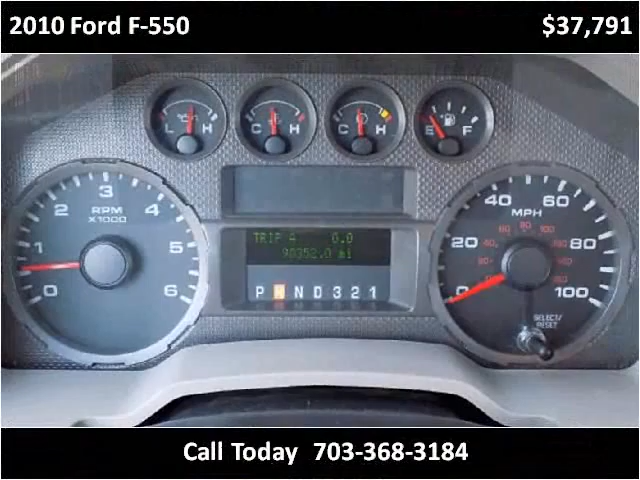 2010 Ford F-550 $37,791
L H C H C H E F
1 2 3 4 5 6 0
RPM
X1000
TRIP A 0.0
90352.0 mi
P R N D 3 2 1
0 20 40 60 80 100
MPH
SELECT/
RESET
Call Today 703-368-3184